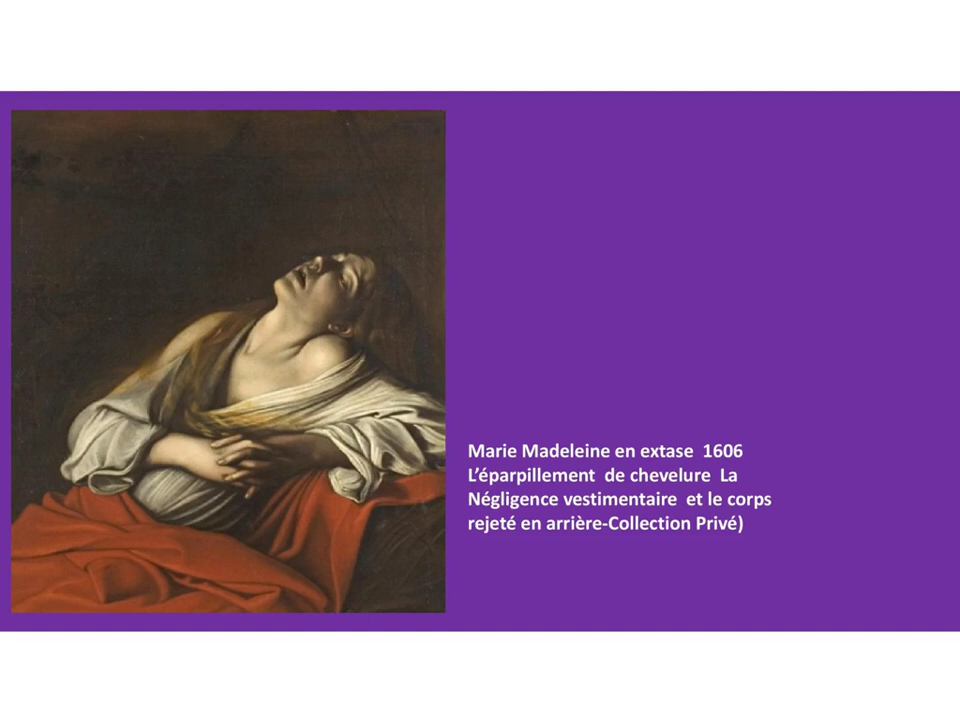 Marie Madeleine en extase 1606
L’éparpillement de chevelure La
Négligence vestimentaire et le corps
rejeté en arrière-Collection Privé)